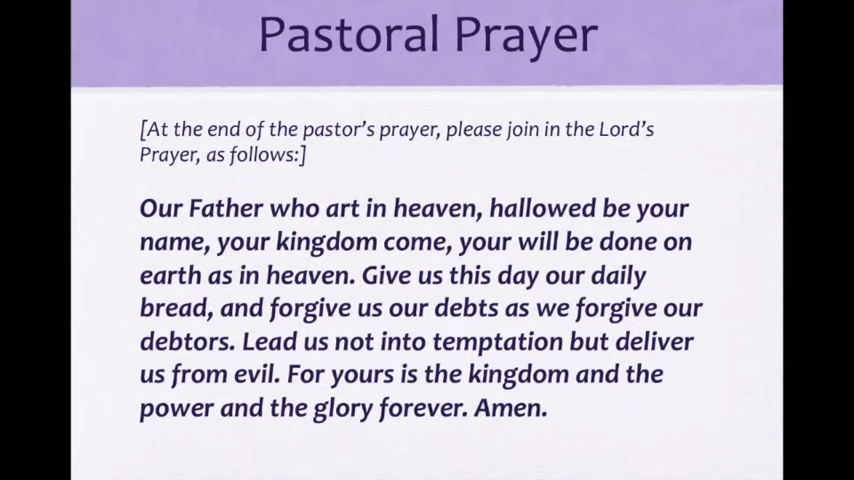 Pastoral Prayer
[At the end of the pastor's prayer, please join in the Lord's
Prayer, as follows:]
Our Father who art in heaven, hallowed be your
name, your kingdom come, your will be done on
earth as in heaven. Give us this day our daily
bread, and forgive us our debts as we forgive our
debtors. Lead us not into temptation but deliver
us from evil. For yours is the kingdom and the
power and the glory forever. Amen.